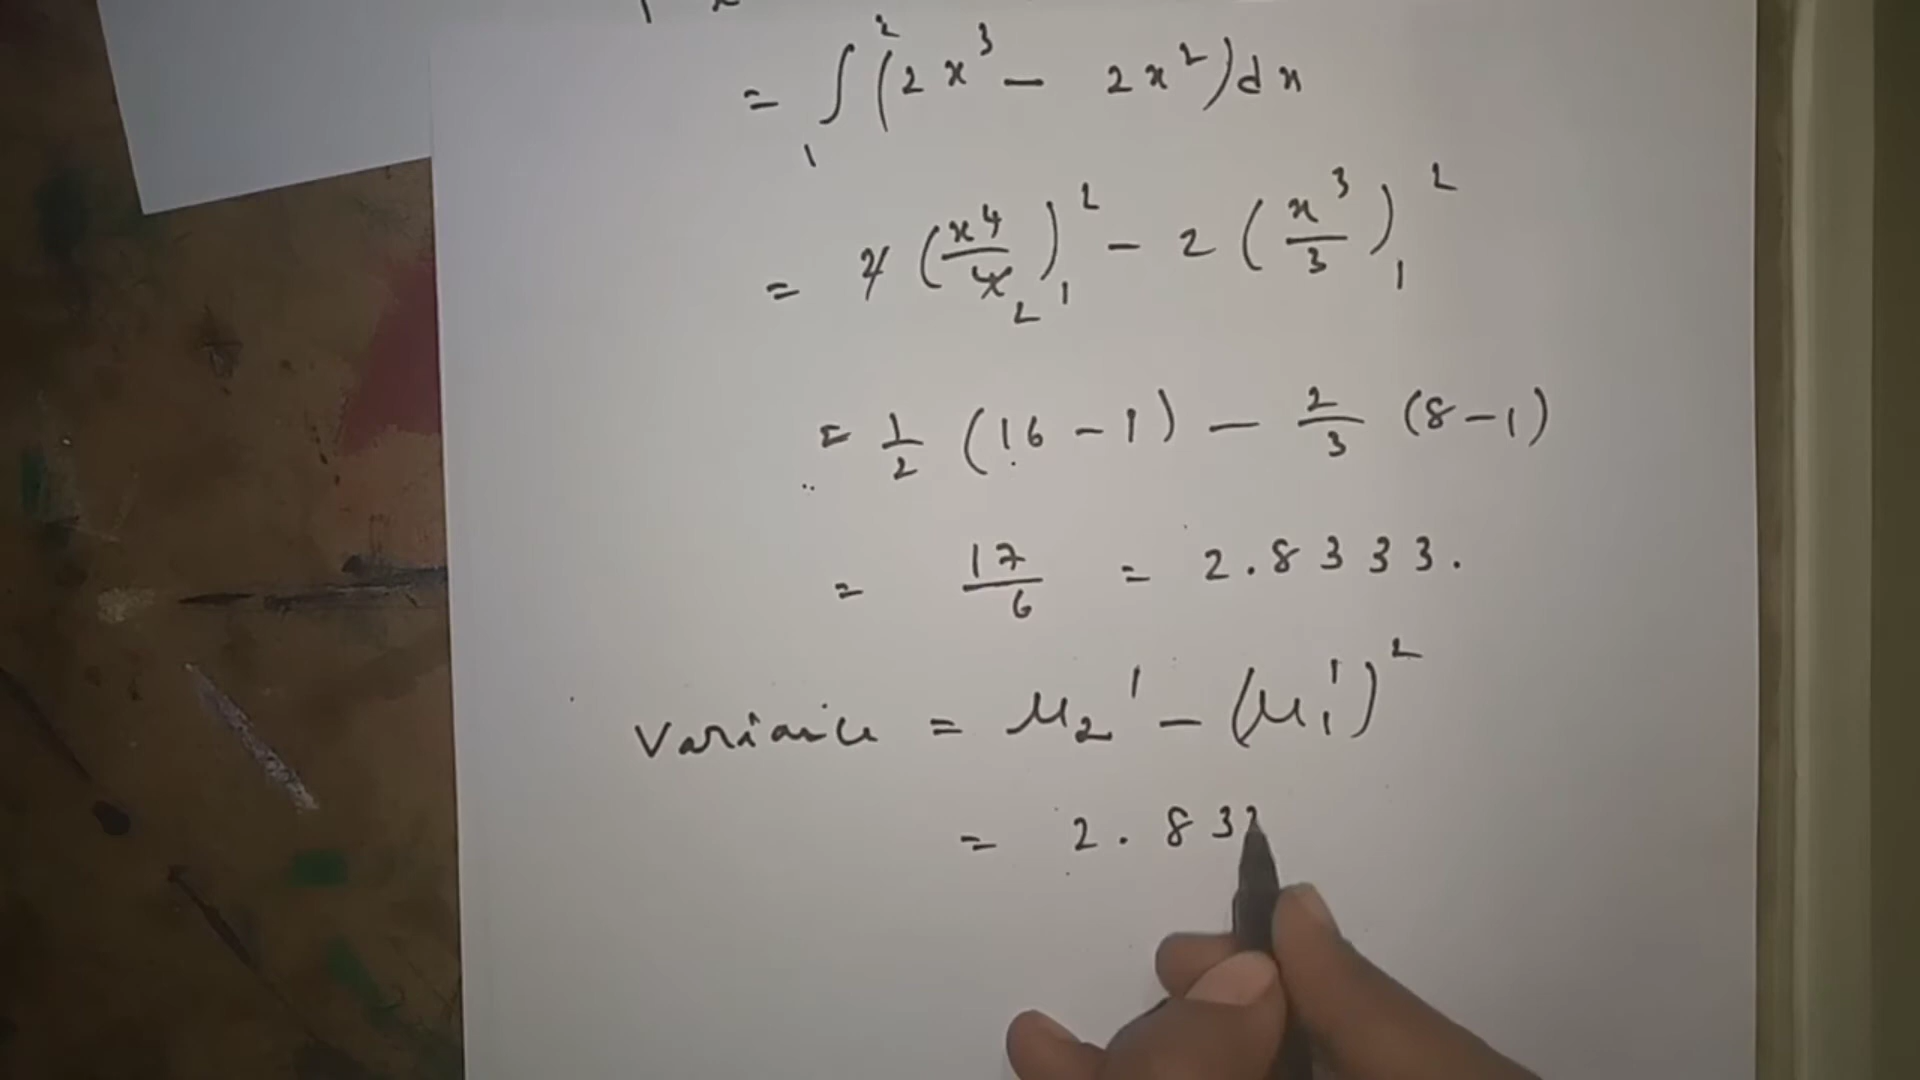 = ∫₁² (2x³ - 2x²)dx
= 2(x⁴/4)₁² - 2(x³/3)₁²
2
= 1/2 (16-1) - 2/3 (8-1)
= 17/6 = 2.8333.
Variance = μ₂' - (μ₁')²
= 2.83